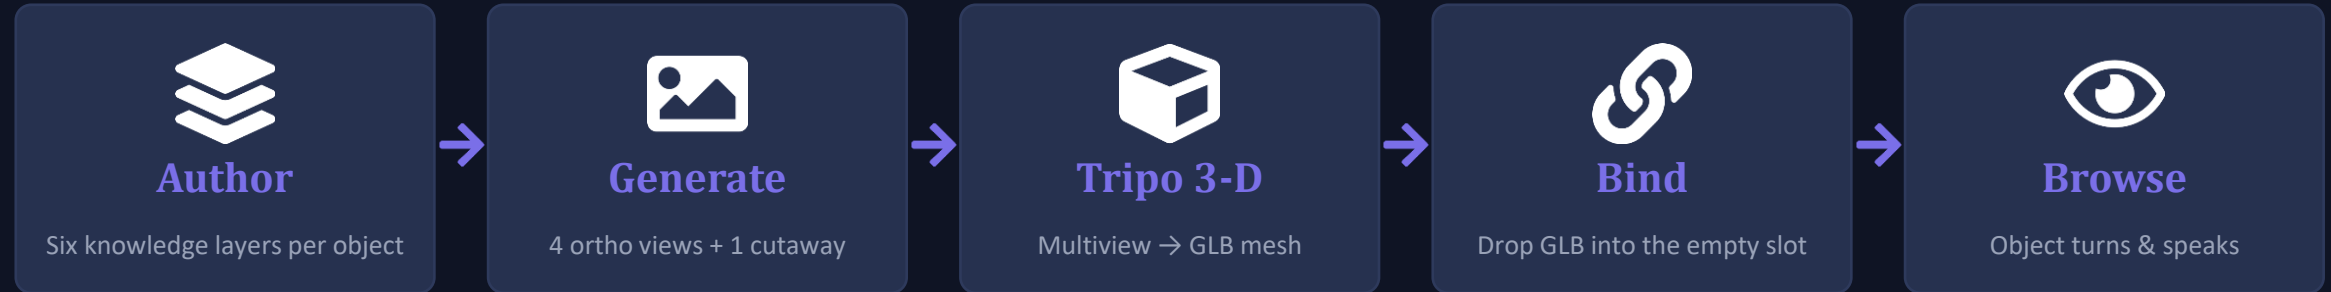 Author
Six knowledge layers per object
Generate
4 ortho views + 1 cutaway
Tripo 3-D
Multiview → GLB mesh
Bind
Drop GLB into the empty slot
Browse
Object turns & speaks